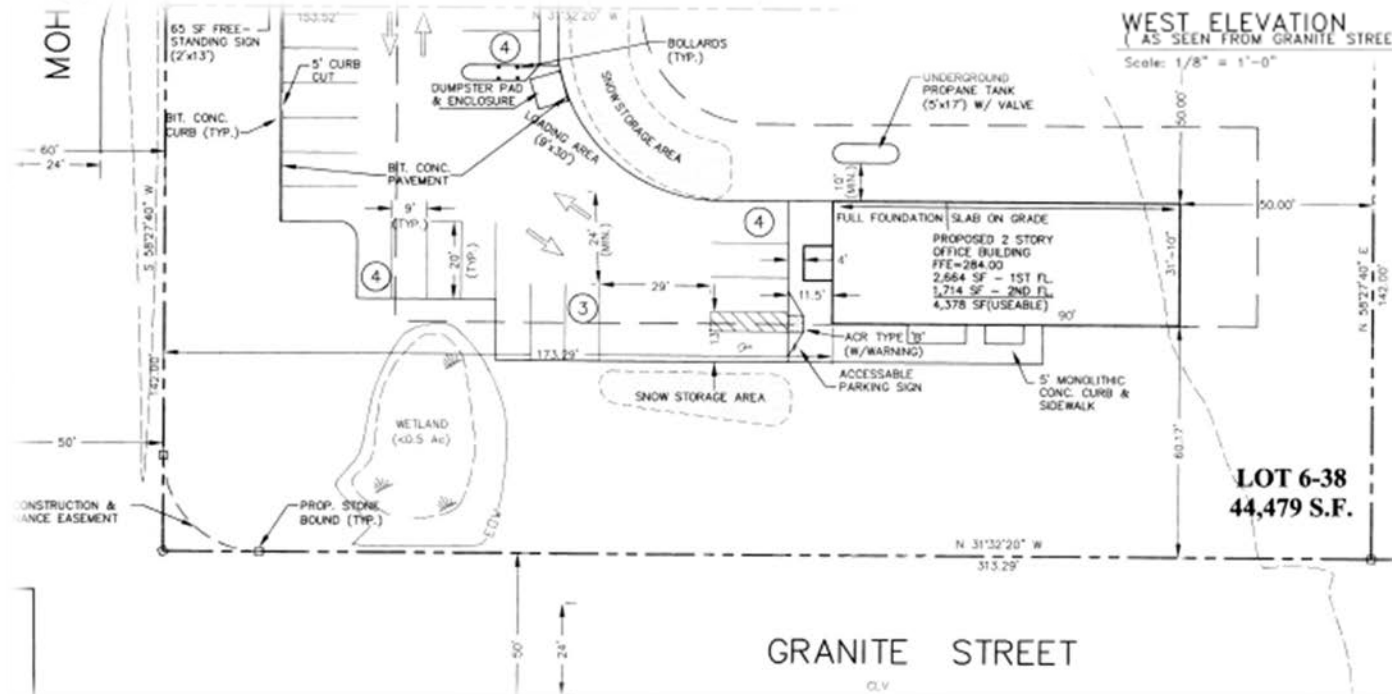 MOH
65 SF FREE-
STANDING SIGN
(2'x13')
153.52'
N 31°32'20" W
5' CURB
CUT
BIT. CONC.
CURB (TYP.)
60'
24'
4
BOLLARDS
(TYP.)
DUMPSTER PAD
& ENCLOSURE
SNOW STORAGE AREA
LOADING AREA
(9'x30')
BIT. CONC.
PAVEMENT
UNDERGROUND
PROPANE TANK
(5'x17') W/ VALVE
WEST ELEVATION
( AS SEEN FROM GRANITE STREE
Scale: 1/8" = 1'-0"
50.00'
10'
(MIN.)
50.00'
S 58°27'40" W
142.00'
9'
(TYP.)
20'
(TYP.)
24'
(MIN.)
4
4
3
29'
4'
11.5'
FULL FOUNDATION SLAB ON GRADE
PROPOSED 2 STORY
OFFICE BUILDING
FFE=284.00
2,664 SF - 1ST FL.
1,714 SF - 2ND FL.
4,378 SF(USEABLE)
31'-10"
90'
N 58°27'40" E
142.00'
173.29'
ACR TYPE 'B'
(W/WARNING)
ACCESSABLE
PARKING SIGN
5' MONOLITHIC
CONC. CURB &
SIDEWALK
SNOW STORAGE AREA
WETLAND
(<0.5 Ac)
EOW
50'
60.17'
LOT 6-38
44,479 S.F.
CONSTRUCTION &
NANCE EASEMENT
PROP. STONE
BOUND (TYP.)
N 31°32'20" W
313.29'
50'
24'
GRANITE STREET